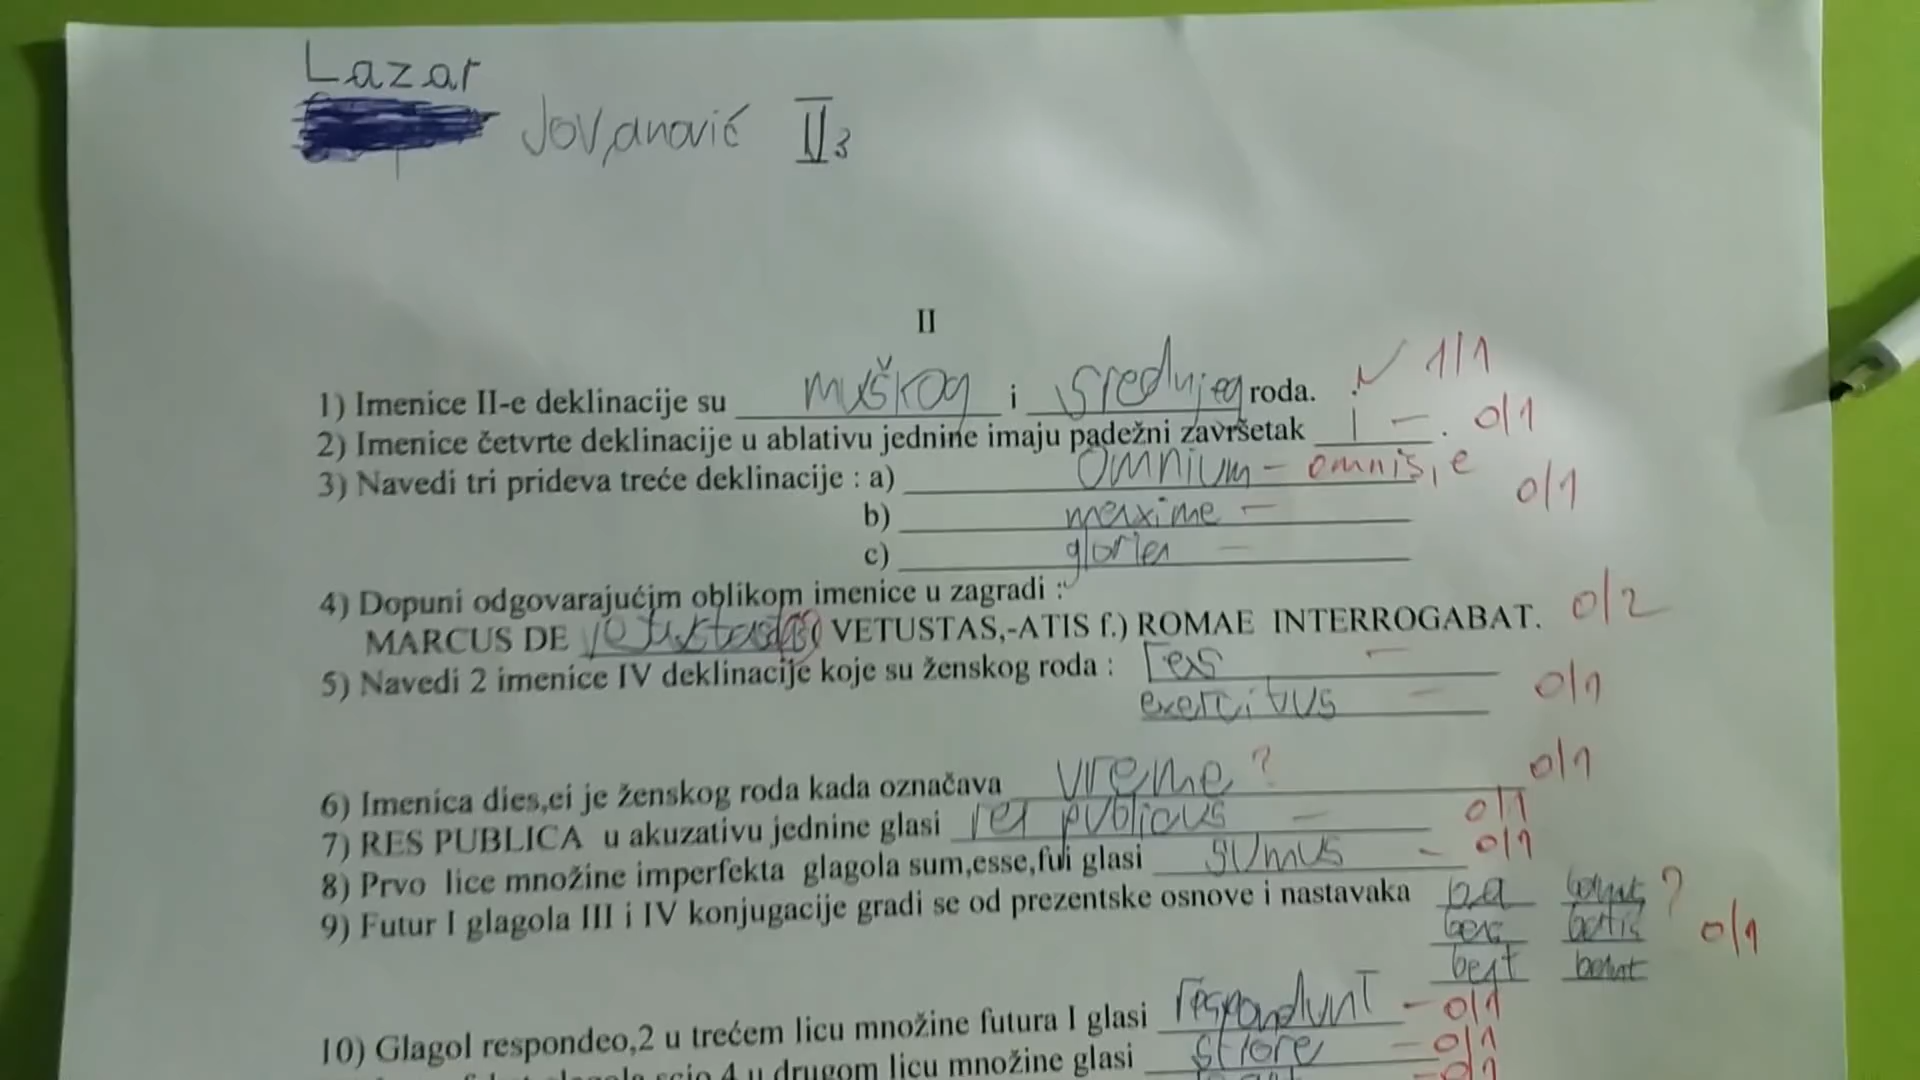 Lazar
Jovanović II3
II
1) Imenice II-e deklinacije su muškog i srednjeg roda. 1/1
2) Imenice četvrte deklinacije u ablativu jednine imaju padežni završetak i - . 0/1
3) Navedi tri prideva treće deklinacije : a) Omnium - omnis, e 0/1
b) maxime -
c) gloria -
4) Dopuni odgovarajućim oblikom imenice u zagradi : 0/2
MARCUS DE ( VETUSTAS,-ATIS f.) ROMAE INTERROGABAT.
5) Navedi 2 imenice IV deklinacije koje su ženskog roda : res - 0/1
exercitus -
6) Imenica dies,ei je ženskog roda kada označava vreme ? 0/1
7) RES PUBLICA u akuzativu jednine glasi rei publicus - 0/1
8) Prvo lice množine imperfekta glagola sum,esse,fui glasi sumus - 0/1
9) Futur I glagola III i IV konjugacije gradi se od prezentske osnove i nastavaka ba ? 0/1
batis
10) Glagol respondeo,2 u trećem licu množine futura I glasi respondunt - 0/1
glagola scio,4 u drugom licu množine glasi - 0/1